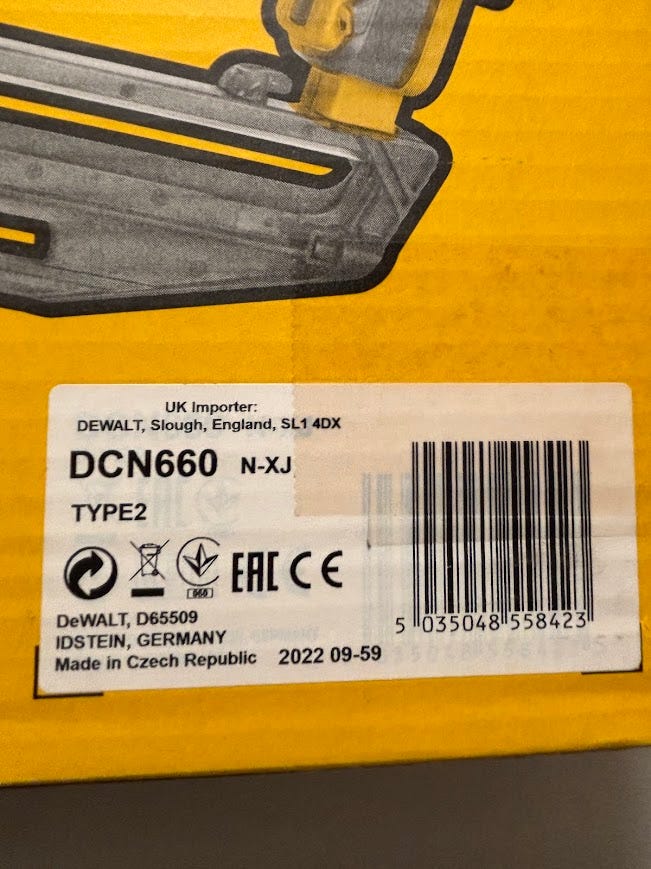 UK Importer:
DEWALT, Slough, England, SL1 4DX
DCN660 N-XJ
TYPE2
060
EAC CE
DeWALT, D65509
IDSTEIN, GERMANY
Made in Czech Republic 2022 09-59
5 035048 558423